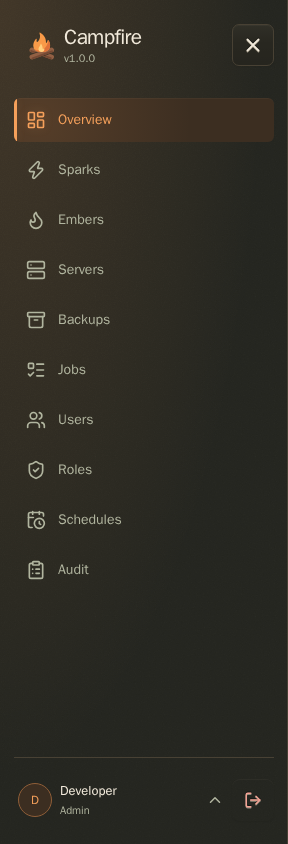 Campfire
v1.0.0
Overview
Sparks
Embers
Servers
Backups
Jobs
Users
Roles
Schedules
Audit
D
Developer
Admin